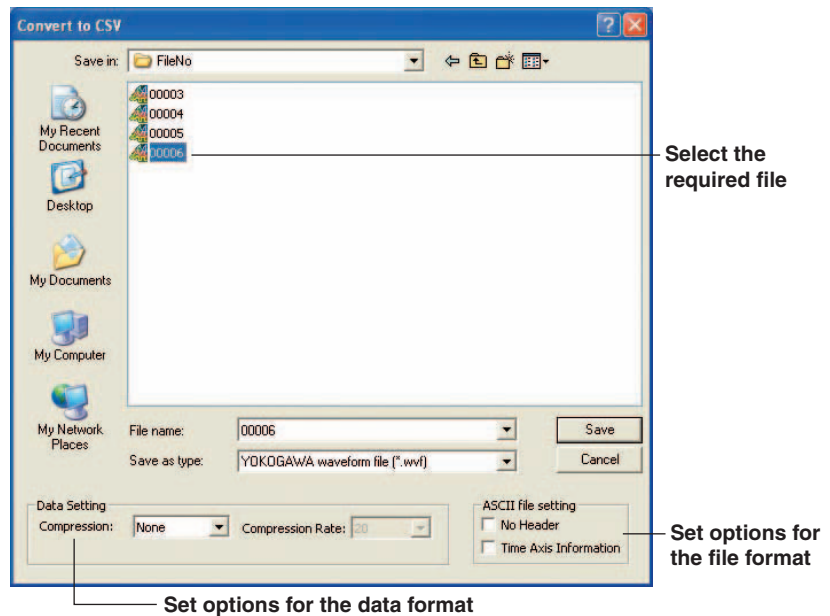 Convert to CSV
Save in: FileNo
00003
00004
00005
00006
My Recent
Documents
Desktop
My Documents
My Computer
My Network
Places
Select the
required file
File name: 00006 Save
Save as type: YOKOGAWA waveform file (*.wvf) Cancel
Data Setting
Compression: None Compression Rate: 20
ASCII file setting
No Header
Time Axis Information
Set options for
the file format
Set options for the data format